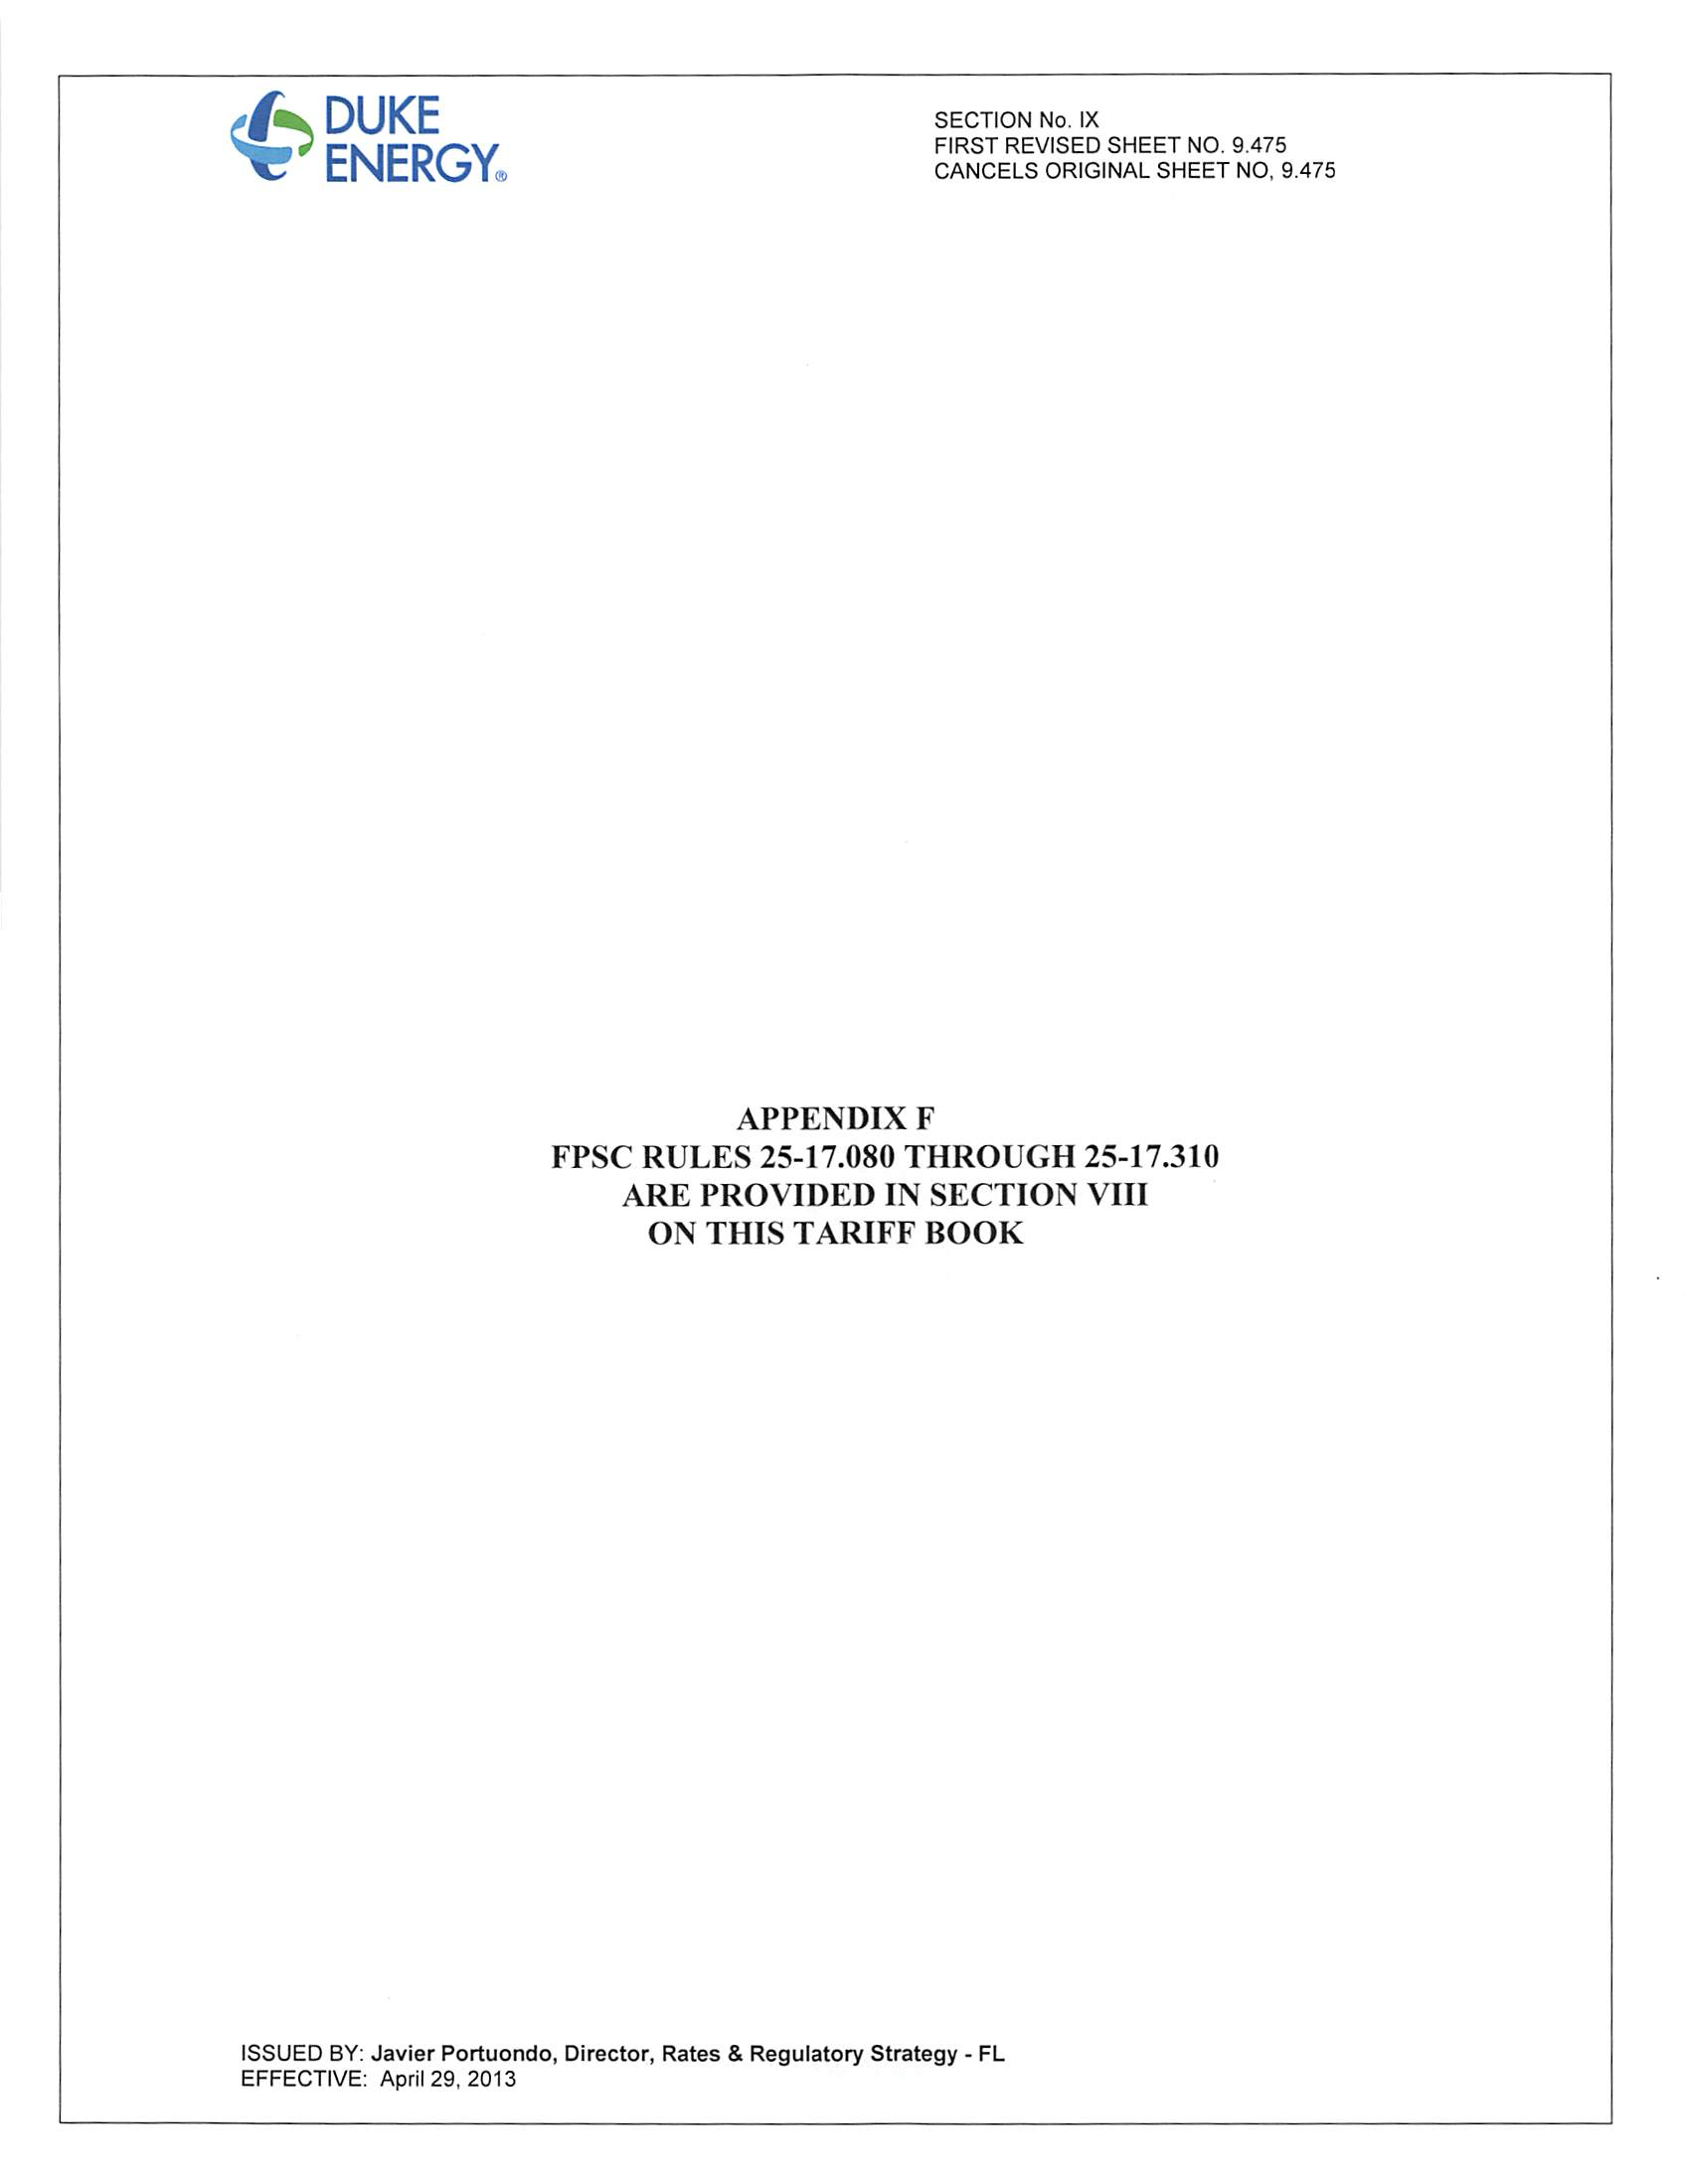 DUKE
ENERGY®
SECTION No. IX
FIRST REVISED SHEET NO. 9.475
CANCELS ORIGINAL SHEET NO, 9.475
APPENDIX F
FPSC RULES 25-17.080 THROUGH 25-17.310
ARE PROVIDED IN SECTION VIII
ON THIS TARIFF BOOK
ISSUED BY: Javier Portuondo, Director, Rates & Regulatory Strategy - FL
EFFECTIVE: April 29, 2013